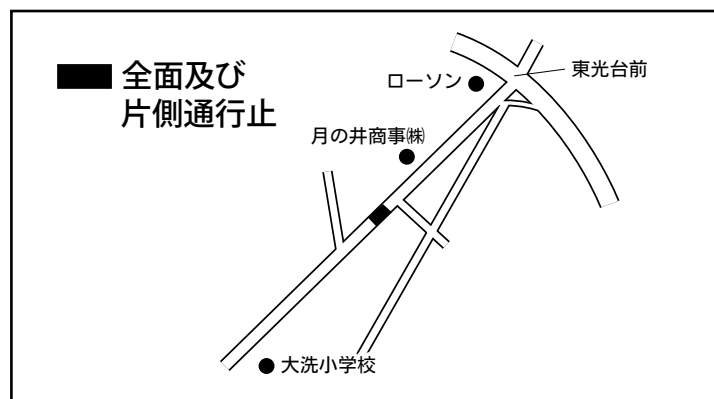 全面及び
片側通行止
東光台前
ローソン
月の井商事㈱
大洗小学校